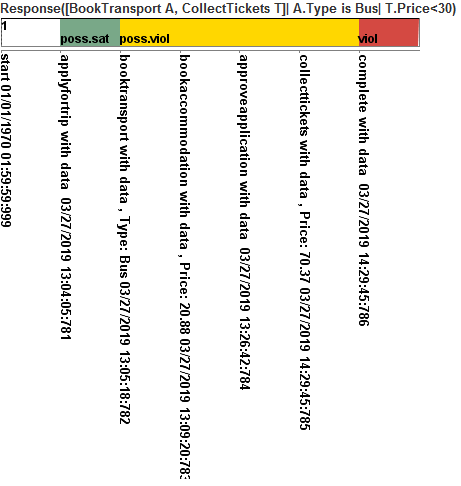 Response([BookTransport A, CollectTickets T]| A.Type is Bus| T.Price<30)
1
poss.sat
poss.viol
viol
start 01/01/1970 01:59:59:999
applyfortrip with data 03/27/2019 13:04:05:781
booktransport with data , Type: Bus 03/27/2019 13:05:18:782
bookaccommodation with data , Price: 20.88 03/27/2019 13:09:20:783
approveapplication with data 03/27/2019 13:26:42:784
collecttickets with data , Price: 70.37 03/27/2019 14:29:45:785
complete with data 03/27/2019 14:29:45:786